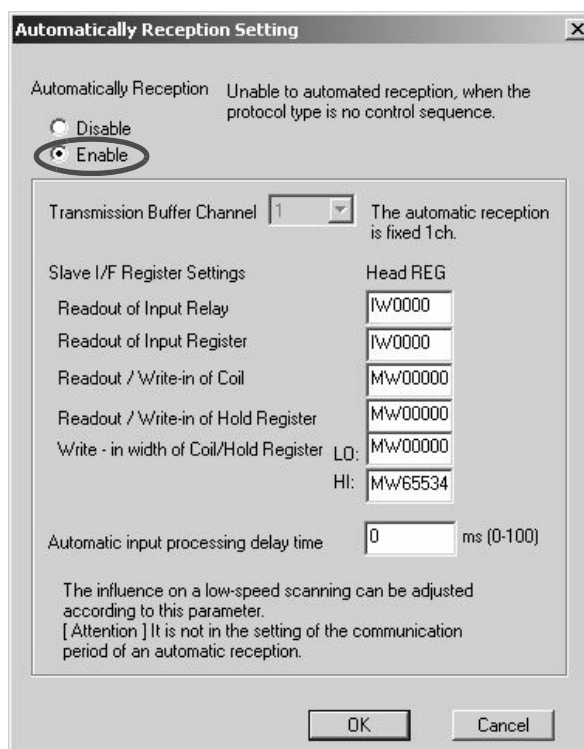 Automatically Reception Setting
Automatically Reception
Unable to automated reception, when the
protocol type is no control sequence.
Disable
Enable
Transmission Buffer Channel 1
The automatic reception
is fixed 1ch.
Slave I/F Register Settings Head REG
Readout of Input Relay IW0000
Readout of Input Register IW0000
Readout / Write-in of Coil MW00000
Readout / Write-in of Hold Register MW00000
Write - in width of Coil/Hold Register LO: MW00000
HI: MW65534
Automatic input processing delay time 0 ms (0-100)
The influence on a low-speed scanning can be adjusted
according to this parameter.
[ Attention ] It is not in the setting of the communication
period of an automatic reception.
OK Cancel